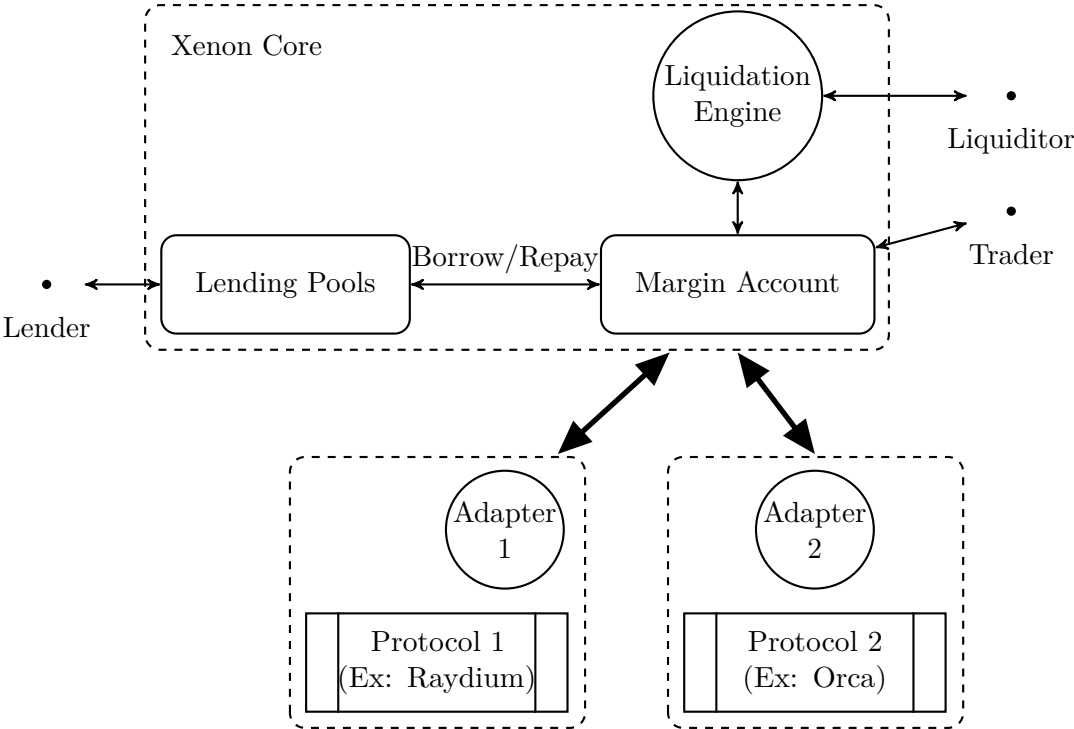 Xenon Core
Liquidation
Engine
Liquiditor
Trader
Borrow/Repay
Lending Pools
Margin Account
Lender
Adapter
1
Adapter
2
Protocol 1
(Ex: Raydium)
Protocol 2
(Ex: Orca)